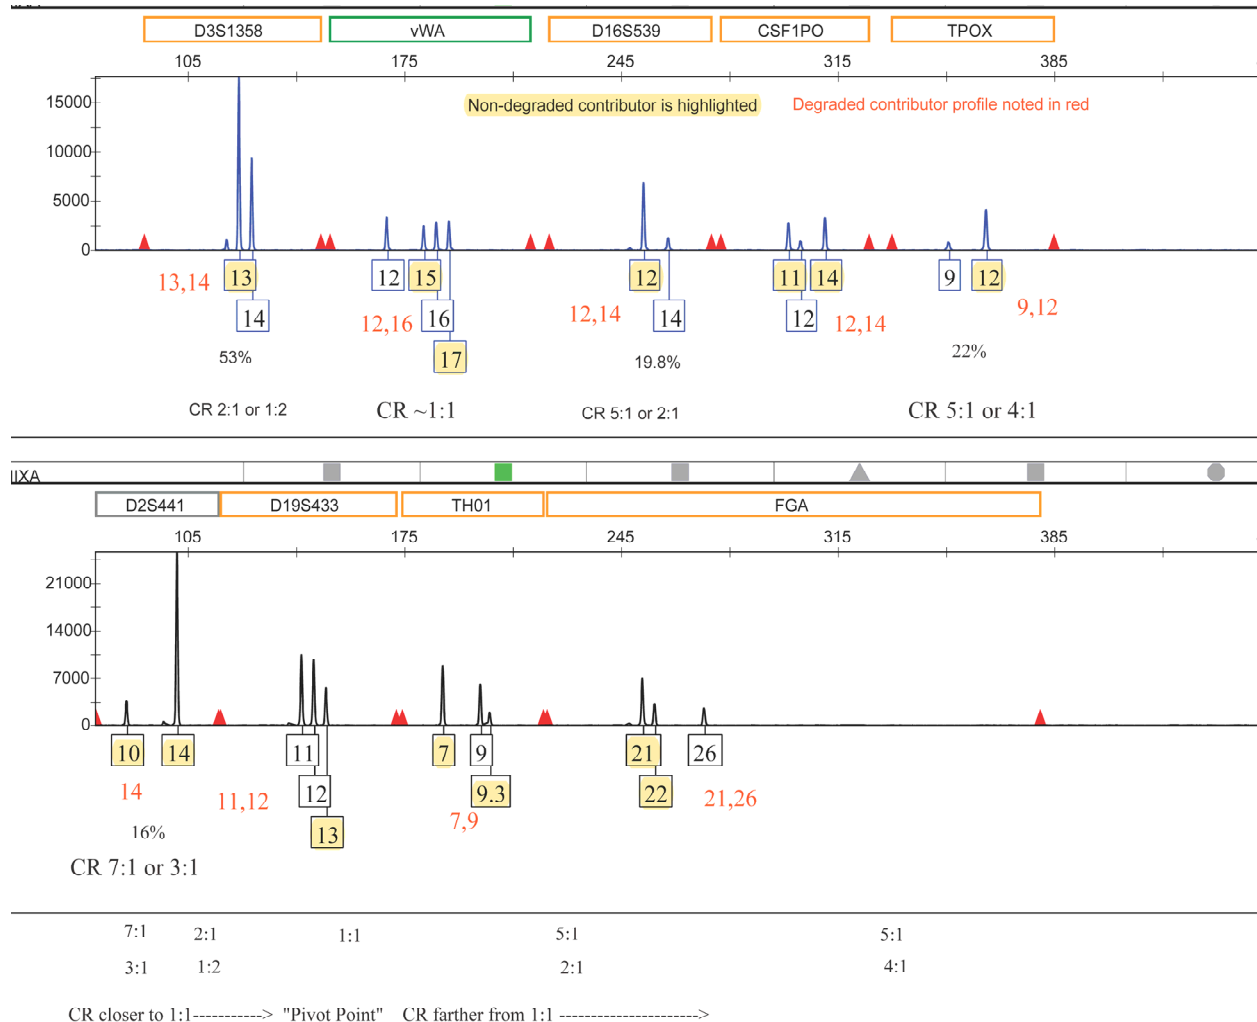 D3S1358 vWA D16S539 CSF1PO TPOX
105 175 245 315 385
Non-degraded contributor is highlighted Degraded contributor profile noted in red
15000
10000
5000
0
13,14 13 12 15 12 11 14 9 12
14 12,16 16 12,14 14 12 12,14 9,12
17
53% 19.8% 22%
CR 2:1 or 1:2 CR ~1:1 CR 5:1 or 2:1 CR 5:1 or 4:1
IIXA
D2S441 D19S433 TH01 FGA
105 175 245 315 385
21000
14000
7000
0
10 14 11 7 9 21 26
14 11,12 12 9.3 22 21,26
7,9
16% 13
CR 7:1 or 3:1
7:1 2:1 1:1 5:1 5:1
3:1 1:2 2:1 4:1
CR closer to 1:1-----------> "Pivot Point" CR farther from 1:1 ---------------------->